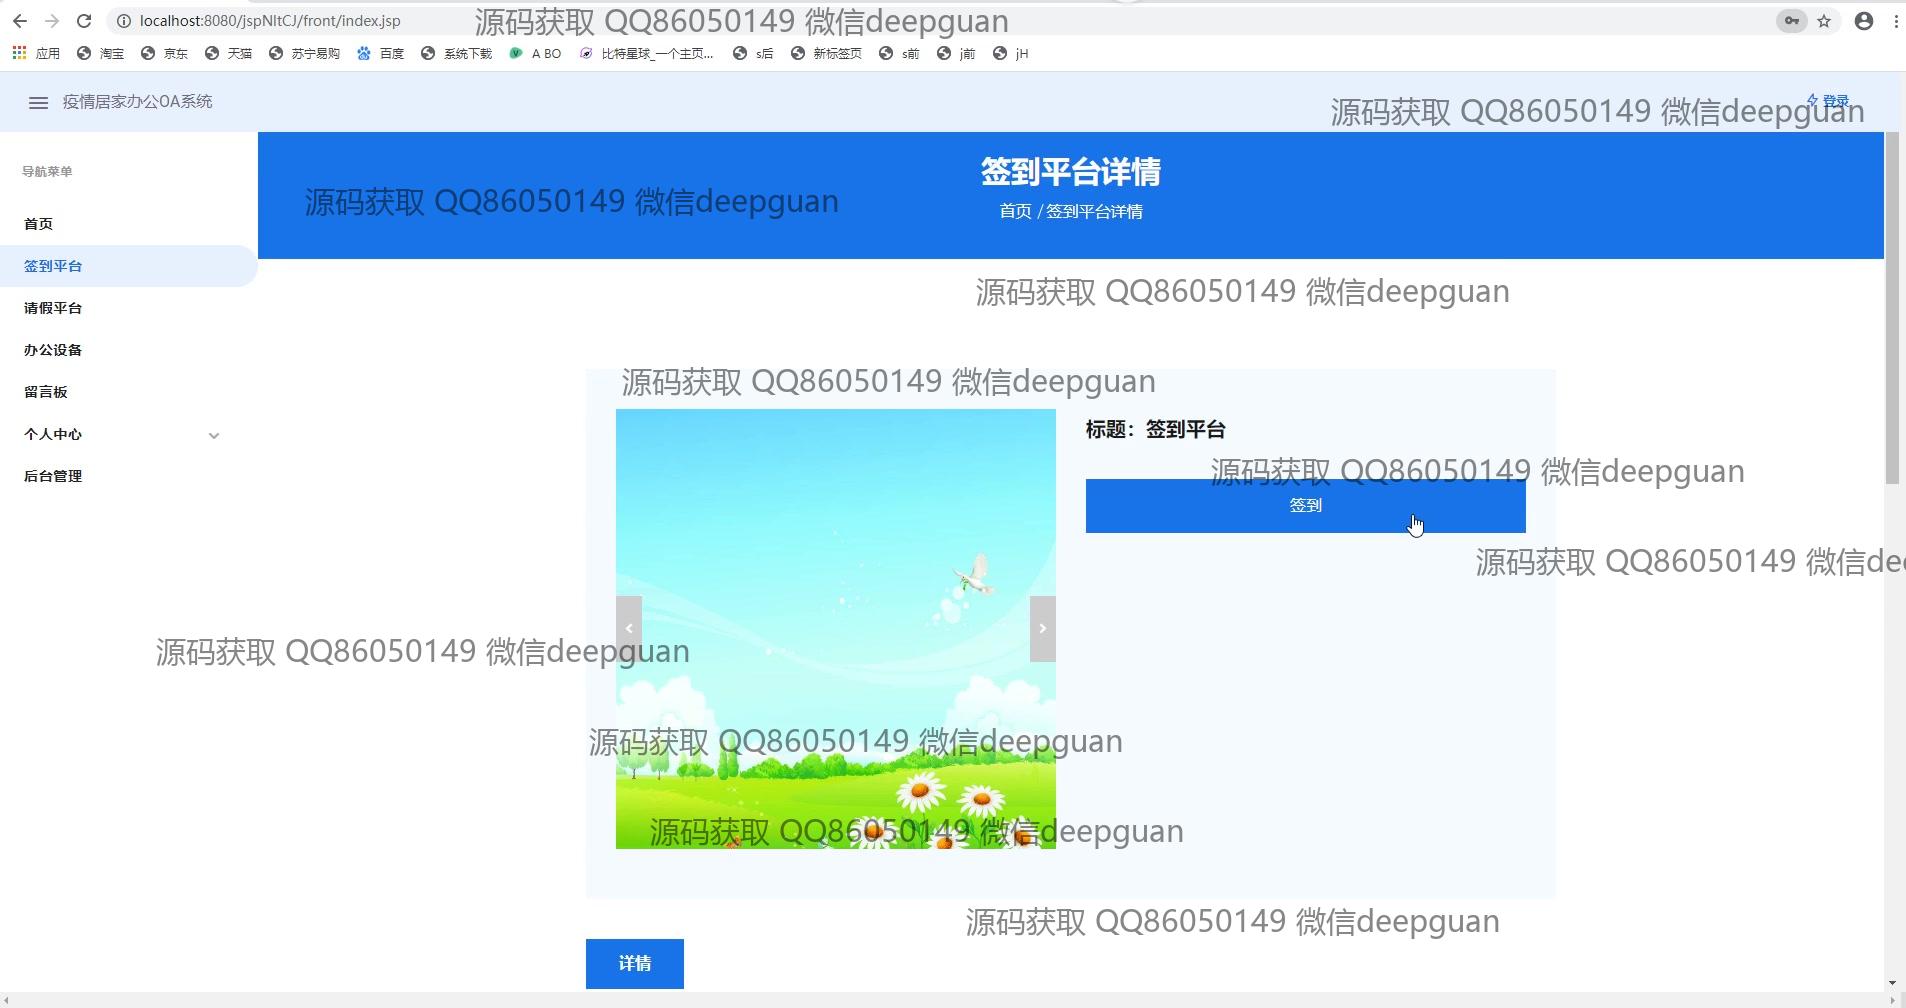 localhost:8080/jspNltCJ/front/index.jsp
源码获取 QQ86050149 微信deepguan
应用 淘宝 京东 天猫 苏宁易购 百度 系统下载 A BO 比特星球_一个主页... s后 新标签页 s前 j前 jH
疫情居家办公OA系统
登录
源码获取 QQ86050149 微信deepguan
导航菜单
首页
签到平台
请假平台
办公设备
留言板
个人中心
后台管理
签到平台详情
源码获取 QQ86050149 微信deepguan
首页 / 签到平台详情
源码获取 QQ86050149 微信deepguan
源码获取 QQ86050149 微信deepguan
标题：签到平台
源码获取 QQ86050149 微信deepguan
签到
源码获取 QQ86050149 微信dee
源码获取 QQ86050149 微信deepguan
源码获取 QQ86050149 微信deepguan
源码获取 QQ86050149 微信deepguan
源码获取 QQ86050149 微信deepguan
详情